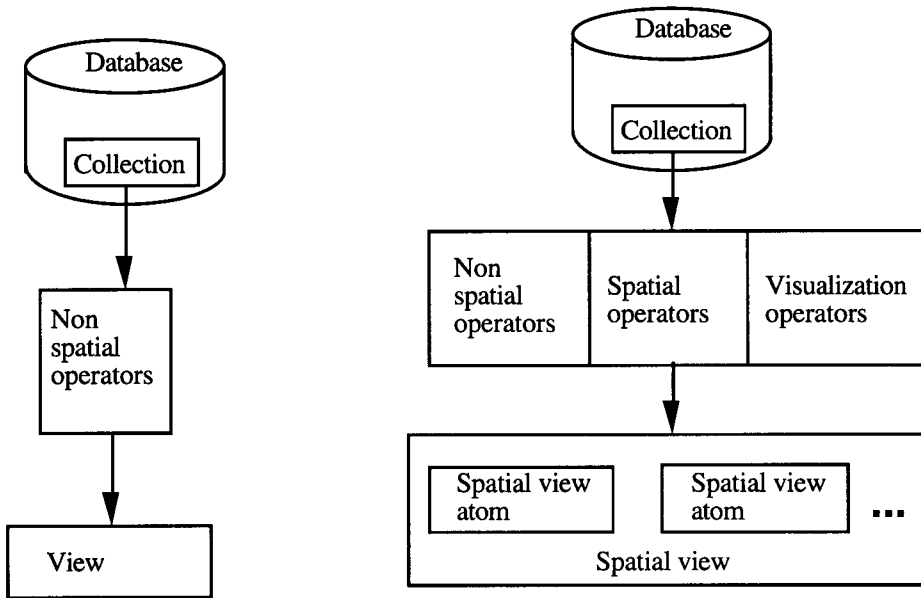 Database
Collection
Non
spatial
operators
View
Database
Collection
Non
spatial
operators
Spatial
operators
Visualization
operators
Spatial view
atom
Spatial view
atom
...
Spatial view